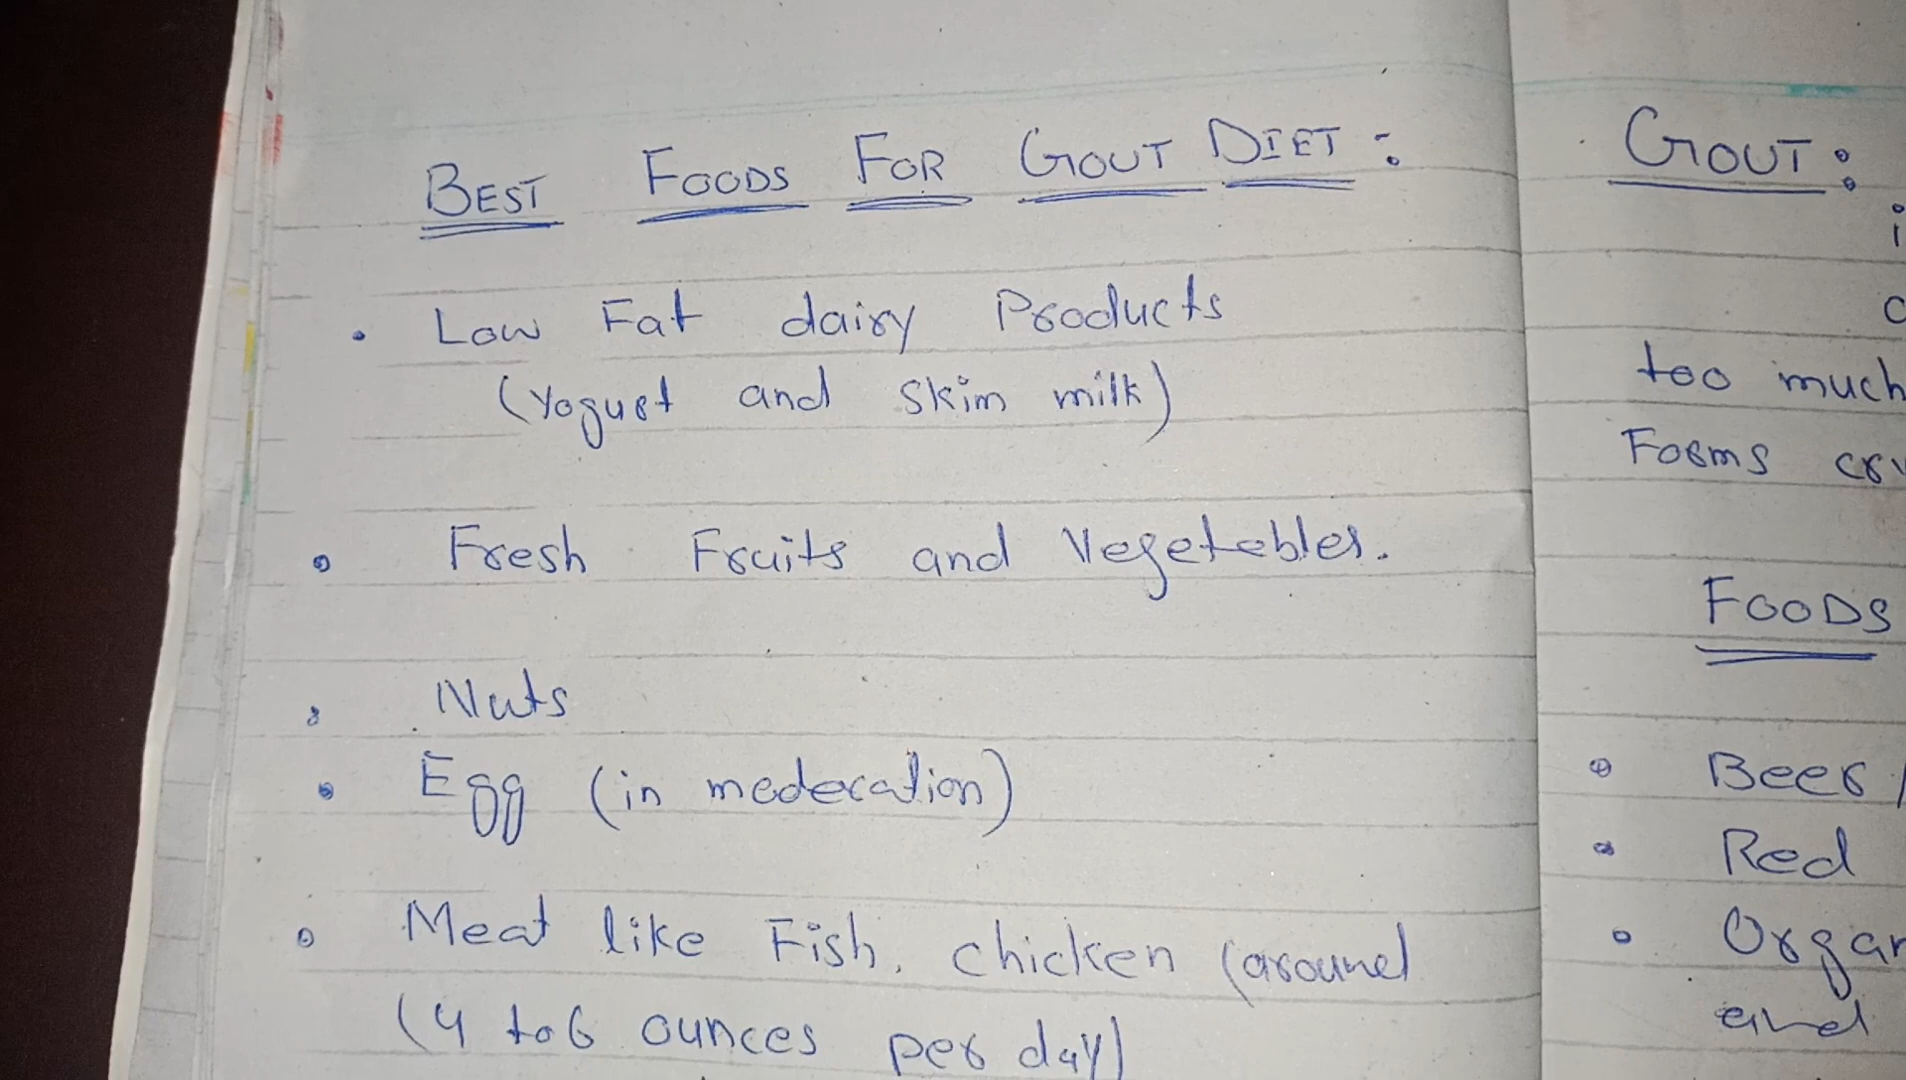 BEST FOODS FOR GOUT DIET :
• Low Fat dairy Products
(Yogurt and Skim milk)
• Fresh Fruits and Vegetebles.
• Nuts
• Egg (in mederation)
• Meat like Fish, chicken (around
(4 to 6 ounces per day)
GOUT :
too much
Forms
FOODS
• Beer /
• Red
• Organ
and